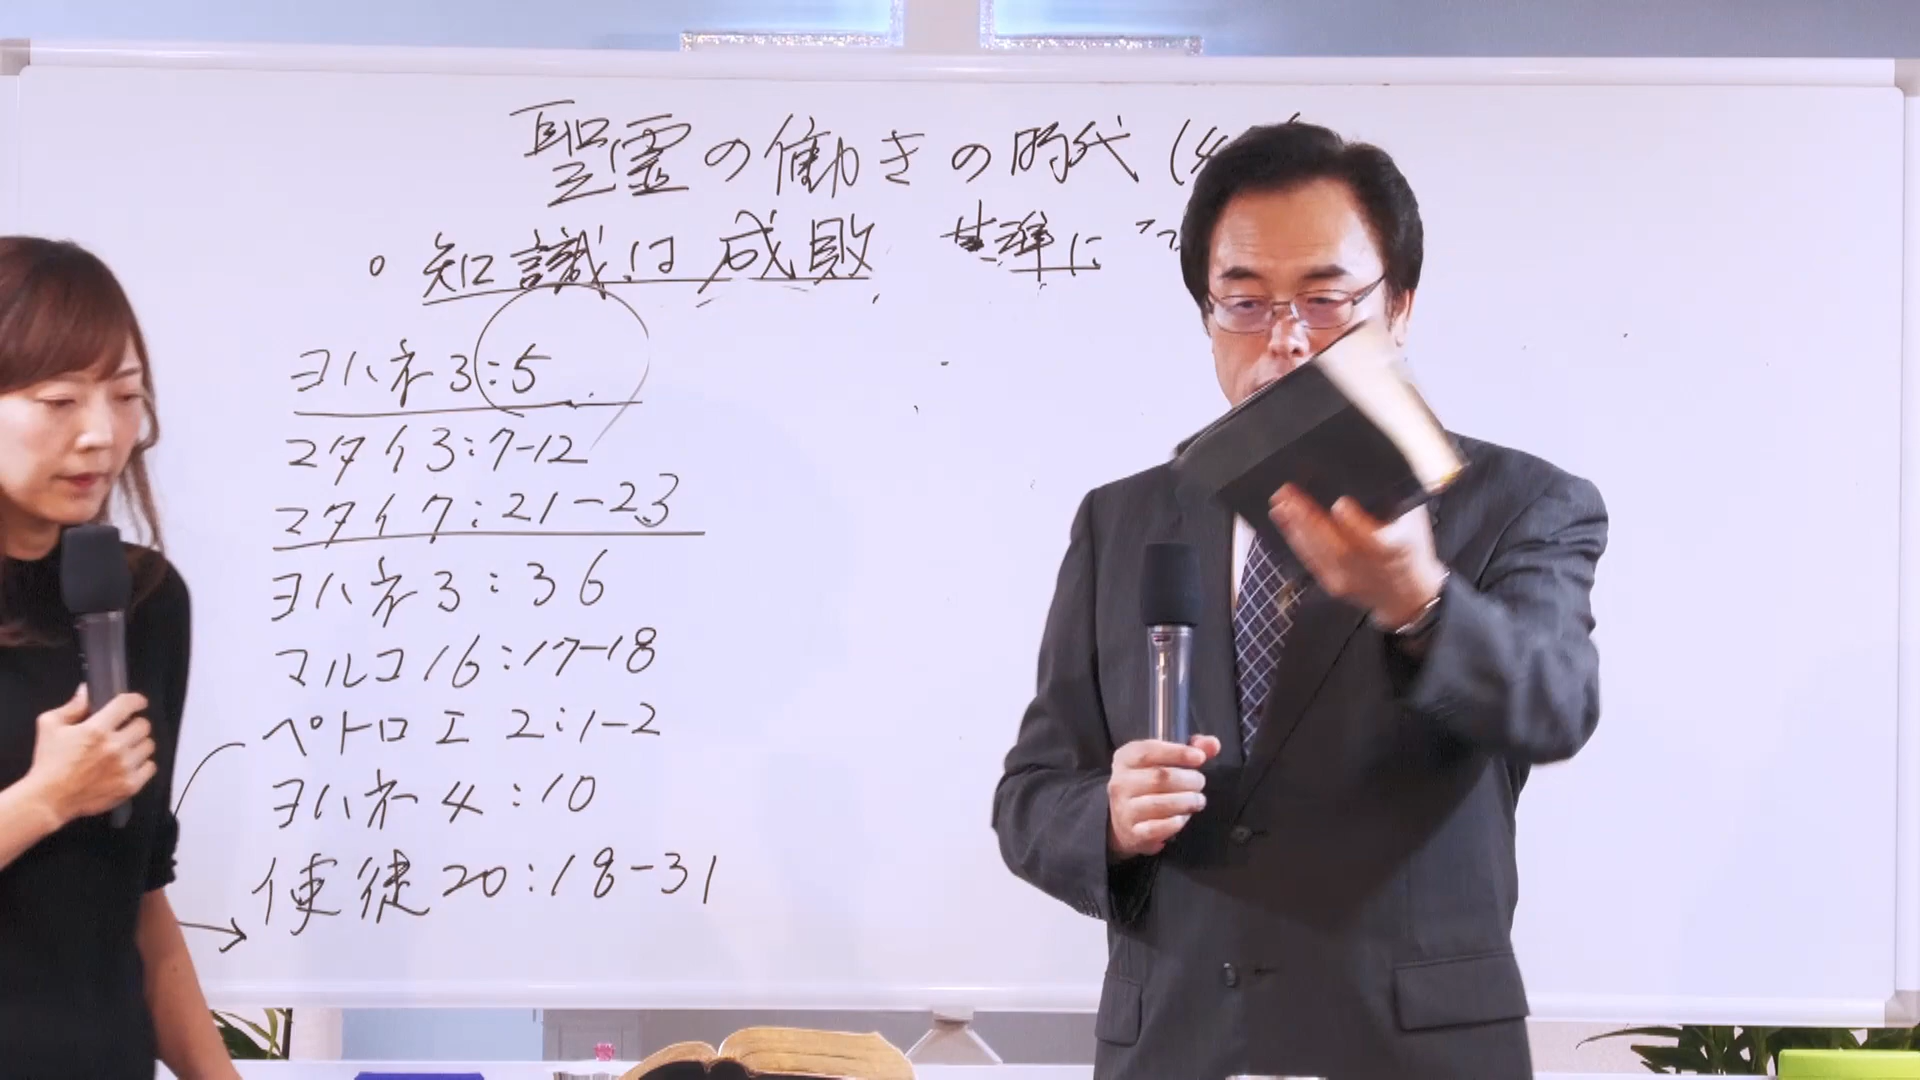 聖霊の働きの時代 (4
。知識は成敗 基準に
ヨハネ3:5
マタイ3:7-12
マタイ7:21-23
ヨハネ3:36
マルコ16:17-18
ペトロI 2:1-2
ヨハネ4:10
使徒20:18-31